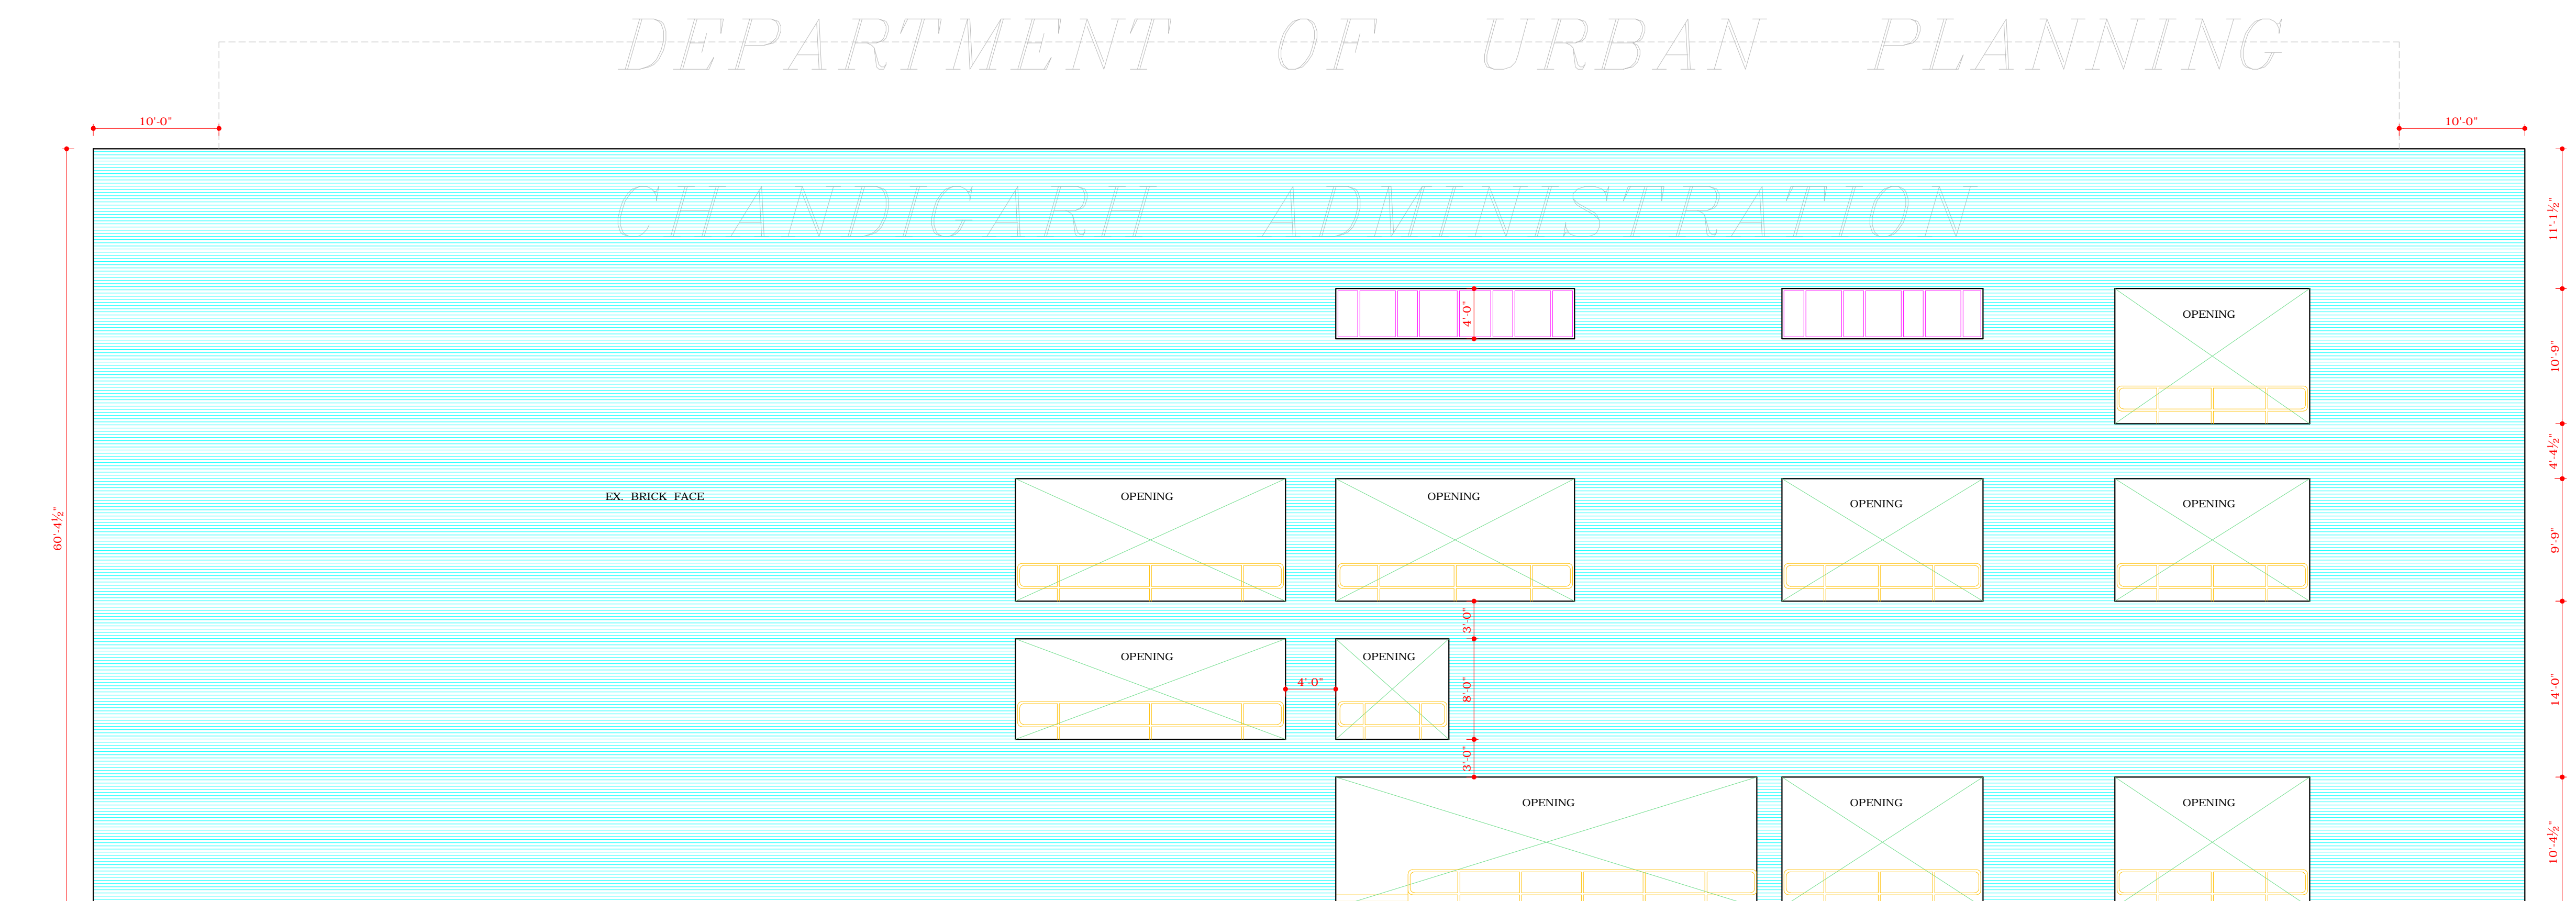 DEPARTMENT OF URBAN PLANNING
10'-0" 10'-0"
CHANDIGARH ADMINISTRATION
11'-1½"
4'-0"
OPENING
10'-9"
4'-4½"
60'-4½"
EX. BRICK FACE OPENING OPENING OPENING OPENING
9'-9"
3'-0"
OPENING OPENING
4'-0" 8'-0" 14'-0"
3'-0"
OPENING OPENING OPENING
10'-4½"